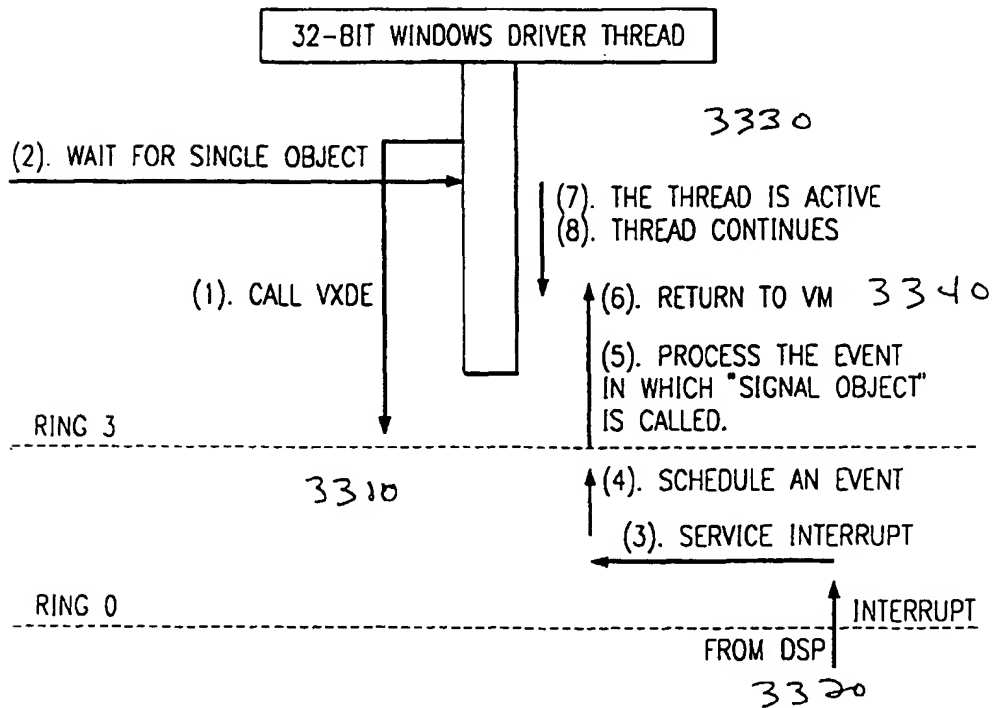 32-BIT WINDOWS DRIVER THREAD
3330
(2). WAIT FOR SINGLE OBJECT
(7). THE THREAD IS ACTIVE
(8). THREAD CONTINUES
(1). CALL VXDE
(6). RETURN TO VM 3340
(5). PROCESS THE EVENT
IN WHICH "SIGNAL OBJECT"
IS CALLED.
RING 3
3310
(4). SCHEDULE AN EVENT
(3). SERVICE INTERRUPT
RING 0
INTERRUPT
FROM DSP
3320